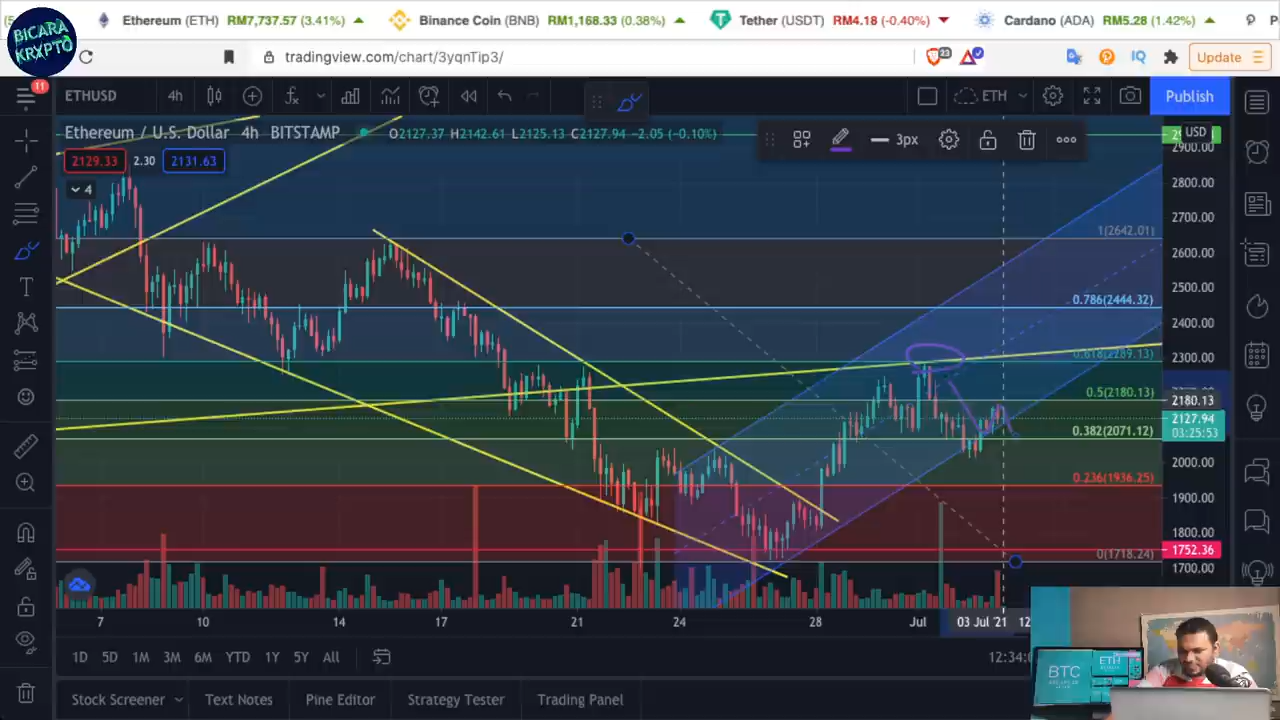 BICARA KRYPTO
Ethereum (ETH) RM7,737.57 (3.41%) Binance Coin (BNB) RM1,168.33 (0.38%) Tether (USDT) RM4.18 (-0.40%) Cardano (ADA) RM5.28 (1.42%)
tradingview.com/chart/3yqnTip3/
23
IQ
Update
11
ETHUSD 4h ETH Publish
Ethereum / U.S. Dollar 4h BITSTAMP O2127.37 H2142.61 L2125.13 C2127.94 −2.05 (−0.10%)
3px
USD
2129.33 2.30 2131.63
4
2900.00
2800.00
2700.00
1(2642.01)
2600.00
2500.00
0.786(2444.32)
2400.00
2300.00
0.618(2289.13)
0.5(2180.13)
2180.13
2127.94
03:25:53
0.382(2071.12)
2000.00
0.236(1936.25)
1900.00
1800.00
1752.36
0(1718.24)
1700.00
7 10 14 17 21 24 28 Jul 03 Jul '21 12
1D 5D 1M 3M 6M YTD 1Y 5Y All 12:34:0
BTC
ETH
Stock Screener Text Notes Pine Editor Strategy Tester Trading Panel